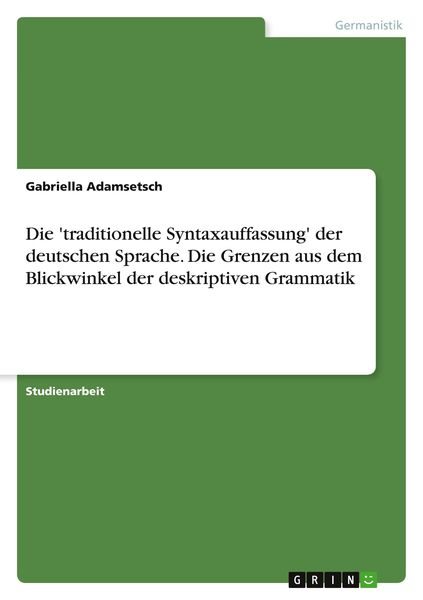 Germanistik
Gabriella Adamsetsch
Die 'traditionelle Syntaxauffassung' der
deutschen Sprache. Die Grenzen aus dem
Blickwinkel der deskriptiven Grammatik
Studienarbeit
GRIN